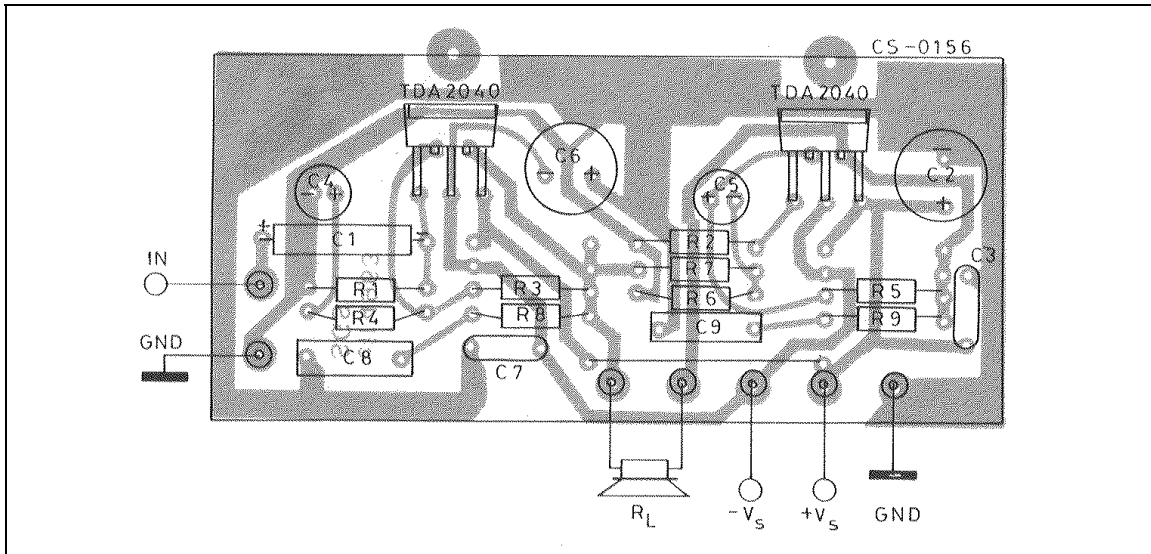 CS-0156
TDA2040
TDA2040
C6
C4
C5
C2
+
C1
-
R2
C3
IN
R7
R1
R3
R6
R5
R4
R8
C9
R9
GND
C8
C7
RL
-Vs
+Vs
GND